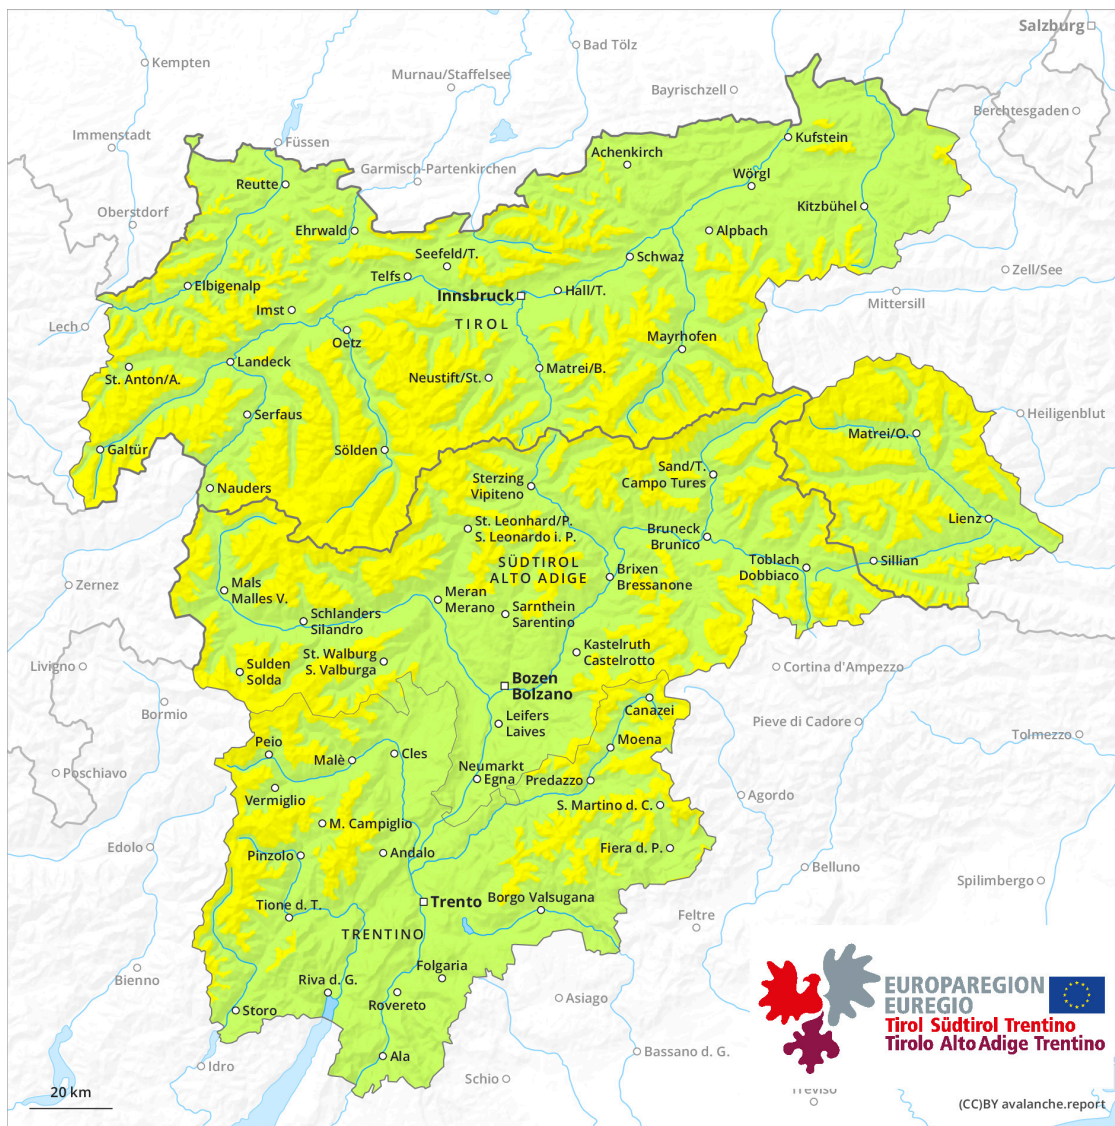 Salzburg
Bad Tölz
Kempten
Murnau/Staffelsee
Bayrischzell
Berchtesgaden
Immenstadt
Füssen
Kufstein
Achenkirch
Garmisch-Partenkirchen
Wörgl
Reutte
Kitzbühel
Oberstdorf
Ehrwald
Alpbach
Seefeld/T.
Schwaz
Zell/See
Telfs
Elbigenalp
Hall/T.
Innsbruck
Mittersill
Imst
TIROL
Lech
Oetz
Mayrhofen
Landeck
Matrei/B.
St. Anton/A.
Neustift/St.
Serfaus
Heiligenblut
Matrei/O.
Galtür
Sölden
Sand/T.
Campo Tures
Sterzing
Vipiteno
Nauders
Lienz
St. Leonhard/P.
S. Leonardo i. P.
Bruneck
Brunico
SÜDTIROL
ALTO ADIGE
Toblach
Dobbiaco
Sillian
Brixen
Bressanone
Zernez
Mals
Malles V.
Meran
Merano
Sarnthein
Sarentino
Schlanders
Silandro
Kastelruth
Castelrotto
St. Walburg
S. Valburga
Livigno
Sulden
Solda
Cortina d'Ampezzo
Bozen
Bolzano
Canazei
Bormio
Leifers
Laives
Pieve di Cadore
Tolmezzo
Moena
Peio
Cles
Malè
Neumarkt
Egna
Predazzo
Poschiavo
Vermiglio
Agordo
S. Martino d. C.
M. Campiglio
Edolo
Pinzolo
Andalo
Fiera d. P.
Belluno
Spilimbergo
Tione d. T.
Trento
Borgo Valsugana
Feltre
TRENTINO
Folgaria
Bienno
Riva d. G.
Rovereto
Asiago
Storo
EUROPAREGION
EUREGIO
Tirol Südtirol Trentino
Tirolo Alto Adige Trentino
Ala
Bassano d. G.
Idro
Schio
Treviso
20 km
(CC)BY avalanche.report